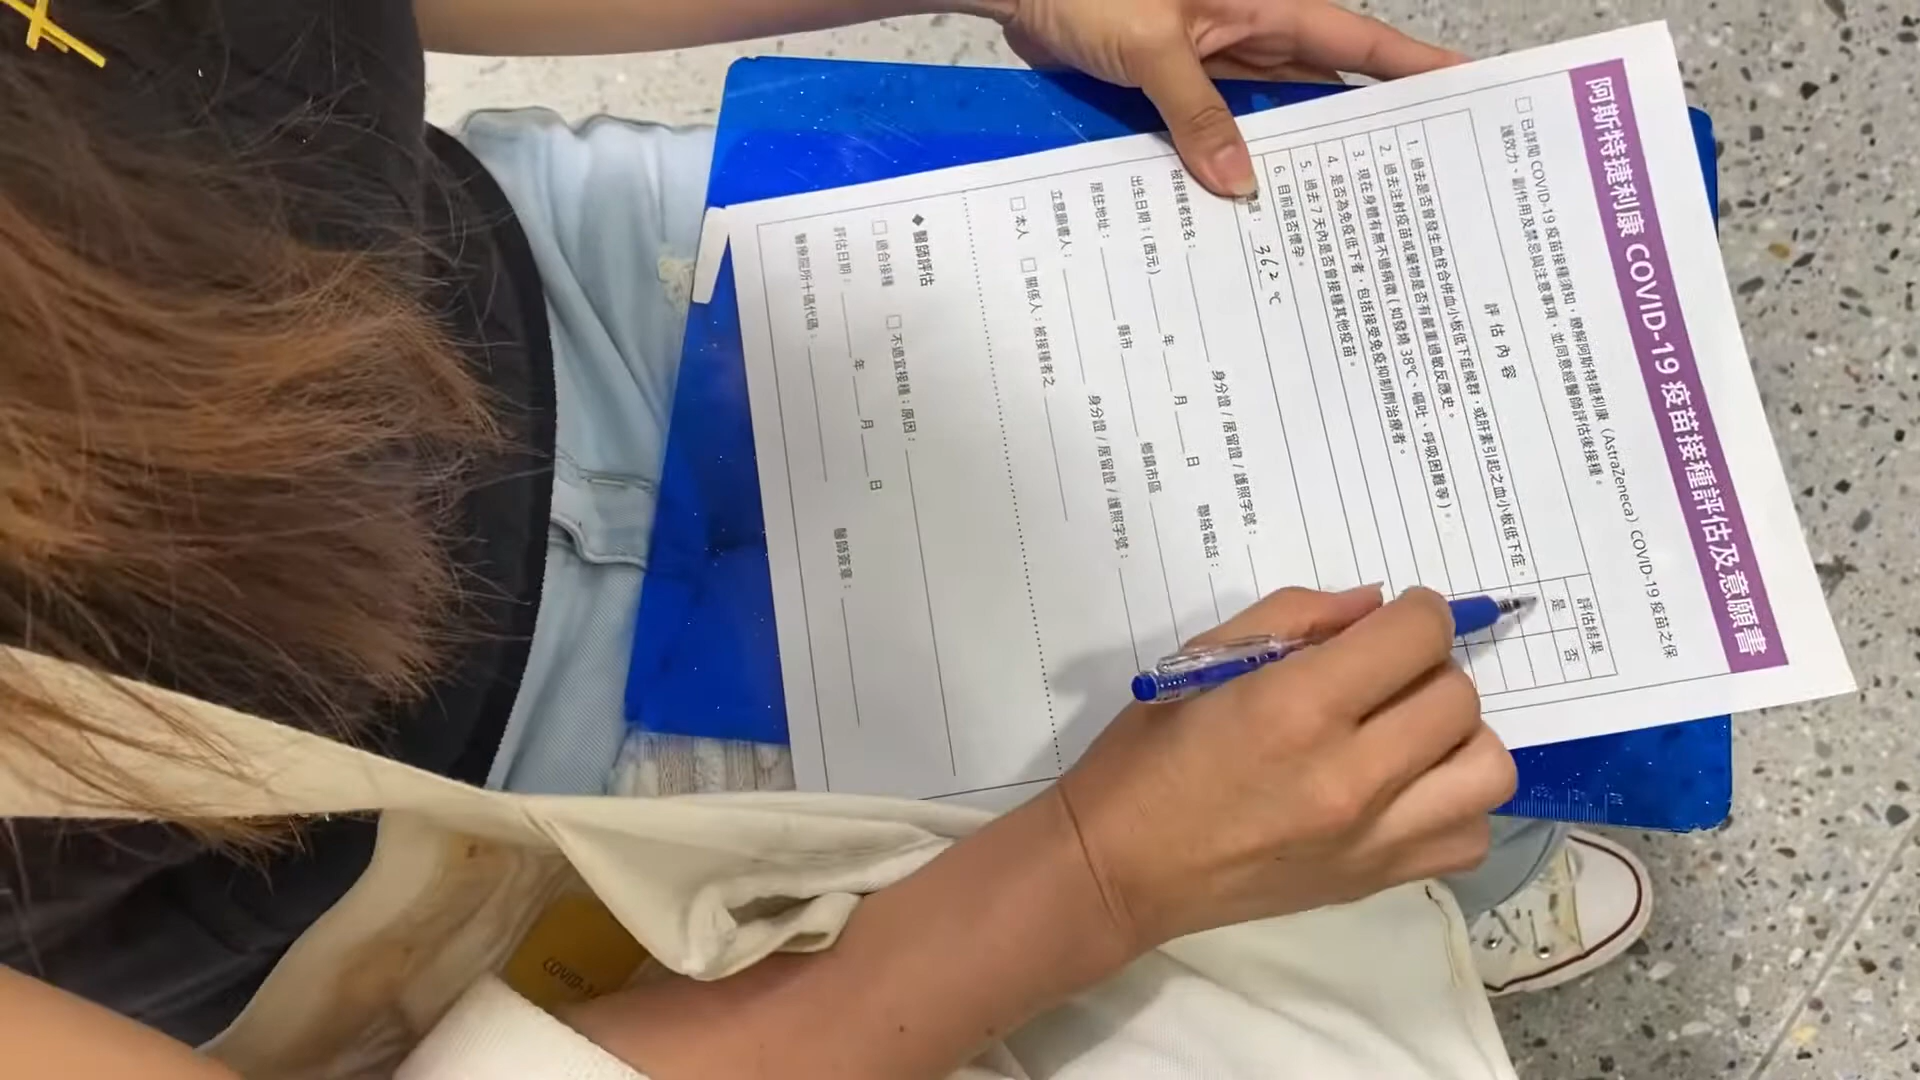 阿斯特捷利康 COVID-19 疫苗接種評估及意願書
□ 已詳閱 COVID-19 疫苗接種須知，瞭解阿斯特捷利康（AstraZeneca）COVID-19 疫苗之保
護效力、副作用及禁忌與注意事項，並同意經醫師評估後接種。
評估內容 評估結果
是 否
1. 過去是否曾發生血栓合併血小板低下症候群，或肝素引起之血小板低下症。
2. 過去注射疫苗或藥物是否有嚴重過敏反應史。
3. 現在身體有無不適病徵(如發燒 38℃、嘔吐、呼吸困難等)。
4. 是否為免疫低下者，包括接受免疫抑制劑治療者。
5. 過去 7 天內是否曾接種其他疫苗。
6. 目前是否懷孕。
溫： 36.2 ℃
被接種者姓名： 身分證 / 居留證 / 護照字號：
出生日期：(西元) 年 月 日 聯絡電話：
居住地址： 縣市 鄉鎮市區
立意願書人： 身分證 / 居留證 / 護照字號：
□ 本人 □ 關係人：被接種者之
◆ 醫師評估
□ 適合接種 □ 不適宜接種；原因：
評估日期： 年 月 日 醫師簽章：
醫療院所十碼代碼：
COVID-1